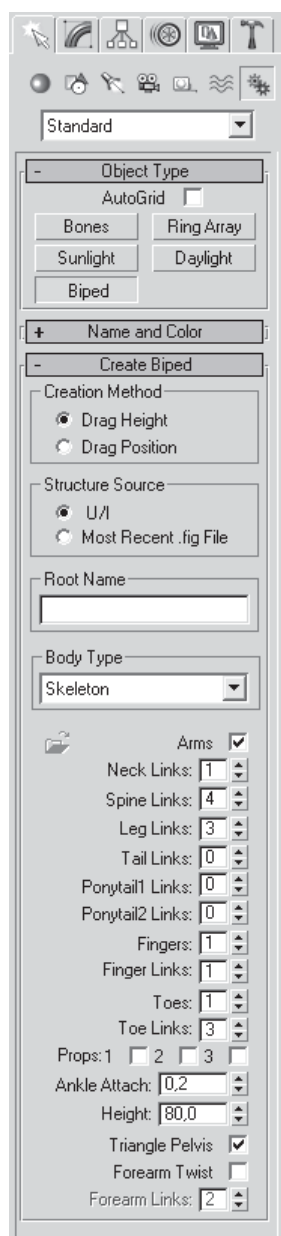 Standard
- Object Type
AutoGrid
Bones Ring Array
Sunlight Daylight
Biped
+ Name and Color
- Create Biped
Creation Method
Drag Height
Drag Position
Structure Source
U/I
Most Recent .fig File
Root Name
Body Type
Skeleton
Arms
Neck Links: 1
Spine Links: 4
Leg Links: 3
Tail Links: 0
Ponytail1 Links: 0
Ponytail2 Links: 0
Fingers: 1
Finger Links: 1
Toes: 1
Toe Links: 3
Props: 1 2 3
Ankle Attach: 0,2
Height: 80,0
Triangle Pelvis
Forearm Twist
Forearm Links: 2